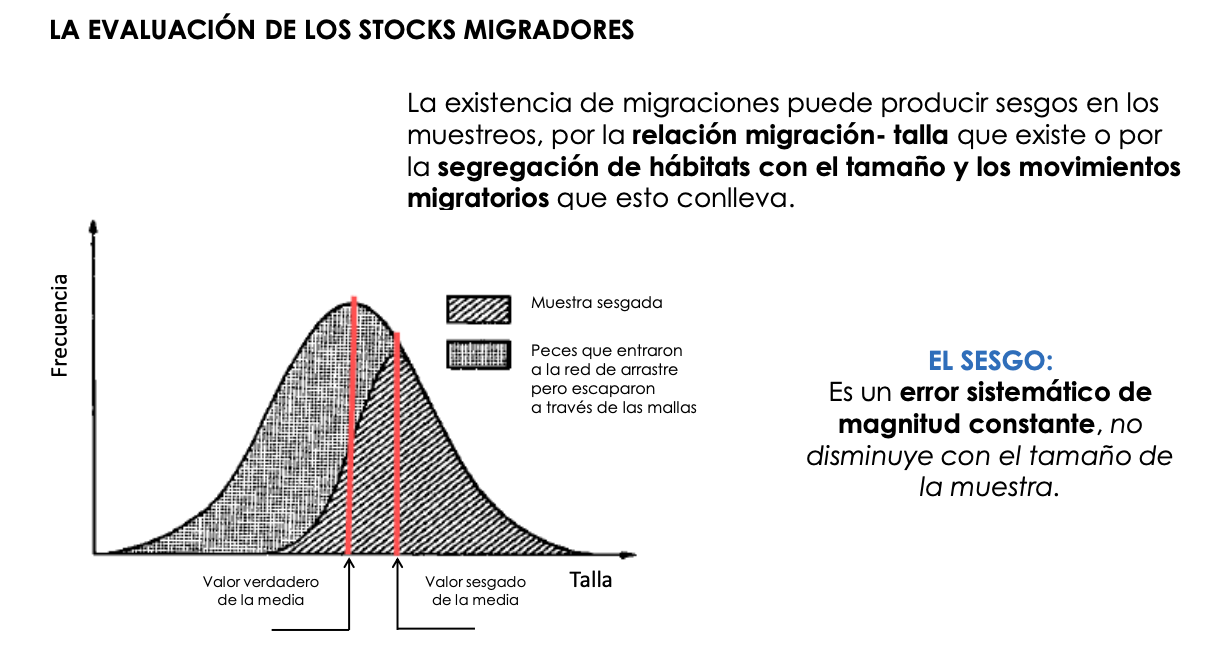 LA EVALUACIÓN DE LOS STOCKS MIGRADORES
La existencia de migraciones puede producir sesgos en los
muestreos, por la relación migración- talla que existe o por
la segregación de hábitats con el tamaño y los movimientos
migratorios que esto conlleva.
Frecuencia
Muestra sesgada
Peces que entraron
a la red de arrastre
pero escaparon
a través de las mallas
EL SESGO:
Es un error sistemático de
magnitud constante, no
disminuye con el tamaño de
la muestra.
Valor verdadero
de la media
Valor sesgado
de la media
Talla